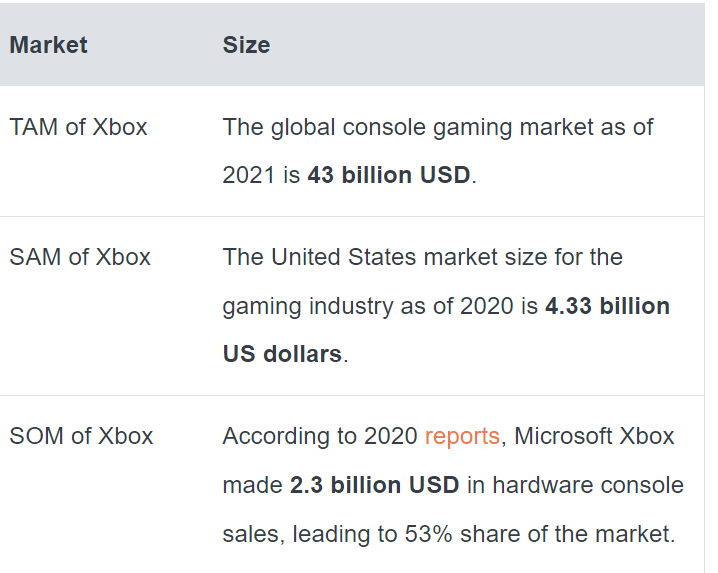 Market Size
TAM of Xbox The global console gaming market as of
2021 is 43 billion USD.
SAM of Xbox The United States market size for the
gaming industry as of 2020 is 4.33 billion
US dollars.
SOM of Xbox According to 2020 reports, Microsoft Xbox
made 2.3 billion USD in hardware console
sales, leading to 53% share of the market.